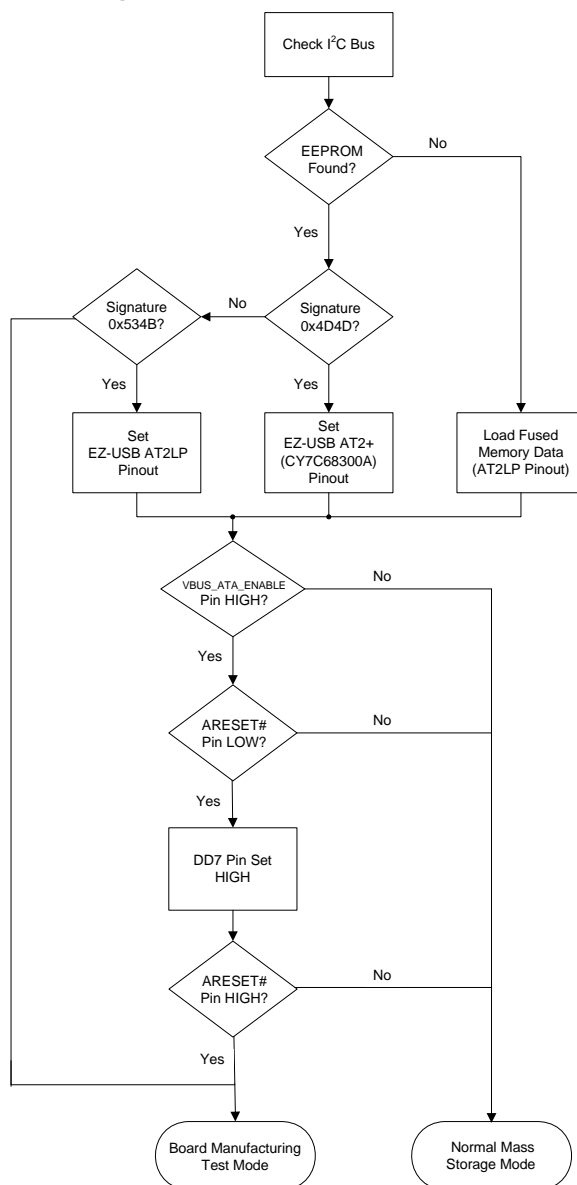 Check I²C Bus
EEPROM
Found?
No
Yes
Signature
0x534B?
No
Signature
0x4D4D?
Yes
Yes
Set
EZ-USB AT2LP
Pinout
Set
EZ-USB AT2+
(CY7C68300A)
Pinout
Load Fused
Memory Data
(AT2LP Pinout)
VBUS_ATA_ENABLE
Pin HIGH?
No
Yes
ARESET#
Pin LOW?
No
Yes
DD7 Pin Set
HIGH
ARESET#
Pin HIGH?
No
Yes
Board Manufacturing
Test Mode
Normal Mass
Storage Mode